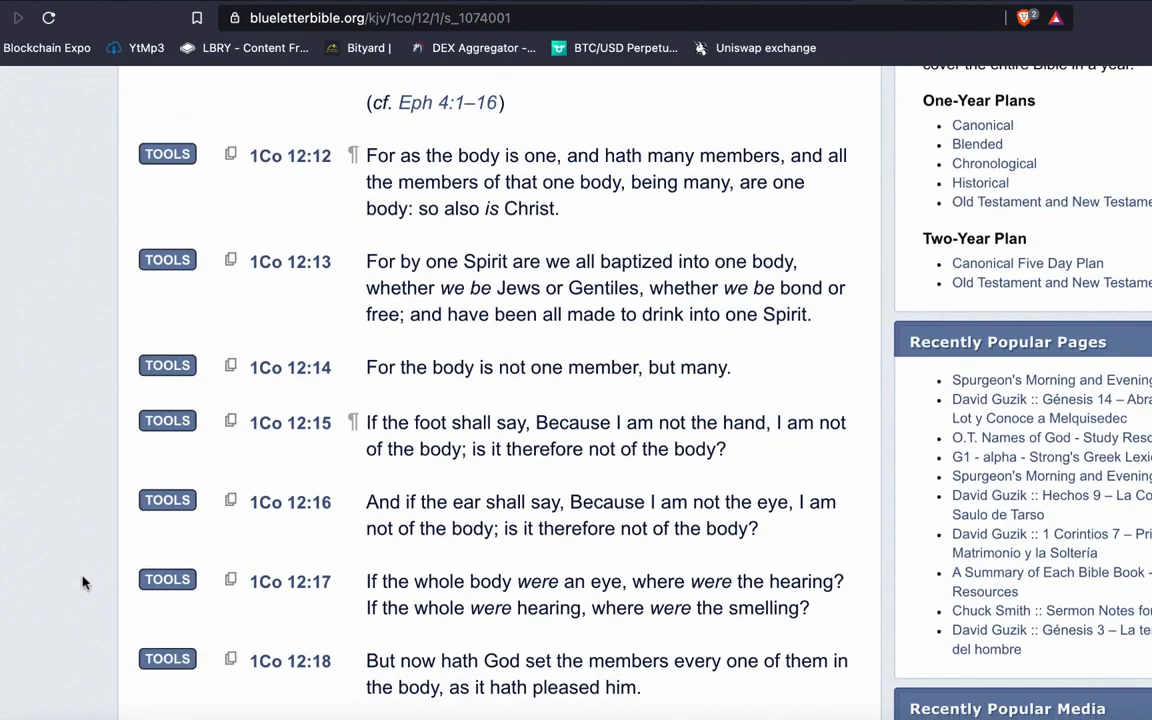 blueletterbible.org/kjv/1co/12/1/s_1074001
2
Blockchain Expo YtMp3 LBRY - Content Fr... Bityard | DEX Aggregator -... BTC/USD Perpetu... Uniswap exchange
(cf. Eph 4:1–16)
TOOLS 1Co 12:12 ¶ For as the body is one, and hath many members, and all
the members of that one body, being many, are one
body: so also is Christ.
TOOLS 1Co 12:13 For by one Spirit are we all baptized into one body,
whether we be Jews or Gentiles, whether we be bond or
free; and have been all made to drink into one Spirit.
TOOLS 1Co 12:14 For the body is not one member, but many.
TOOLS 1Co 12:15 ¶ If the foot shall say, Because I am not the hand, I am not
of the body; is it therefore not of the body?
TOOLS 1Co 12:16 And if the ear shall say, Because I am not the eye, I am
not of the body; is it therefore not of the body?
TOOLS 1Co 12:17 If the whole body were an eye, where were the hearing?
If the whole were hearing, where were the smelling?
TOOLS 1Co 12:18 But now hath God set the members every one of them in
the body, as it hath pleased him.
cover the entire Bible in a year.
One-Year Plans
Canonical
Blended
Chronological
Historical
Old Testament and New Testame
Two-Year Plan
Canonical Five Day Plan
Old Testament and New Testame
Recently Popular Pages
Spurgeon's Morning and Evening
David Guzik :: Génesis 14 – Abra
Lot y Conoce a Melquisedec
O.T. Names of God - Study Reso
G1 - alpha - Strong's Greek Lexi
Spurgeon's Morning and Evening
David Guzik :: Hechos 9 – La Co
Saulo de Tarso
David Guzik :: 1 Corintios 7 – Pri
Matrimonio y la Soltería
A Summary of Each Bible Book -
Resources
Chuck Smith :: Sermon Notes for
David Guzik :: Génesis 3 – La te
del hombre
Recently Popular Media